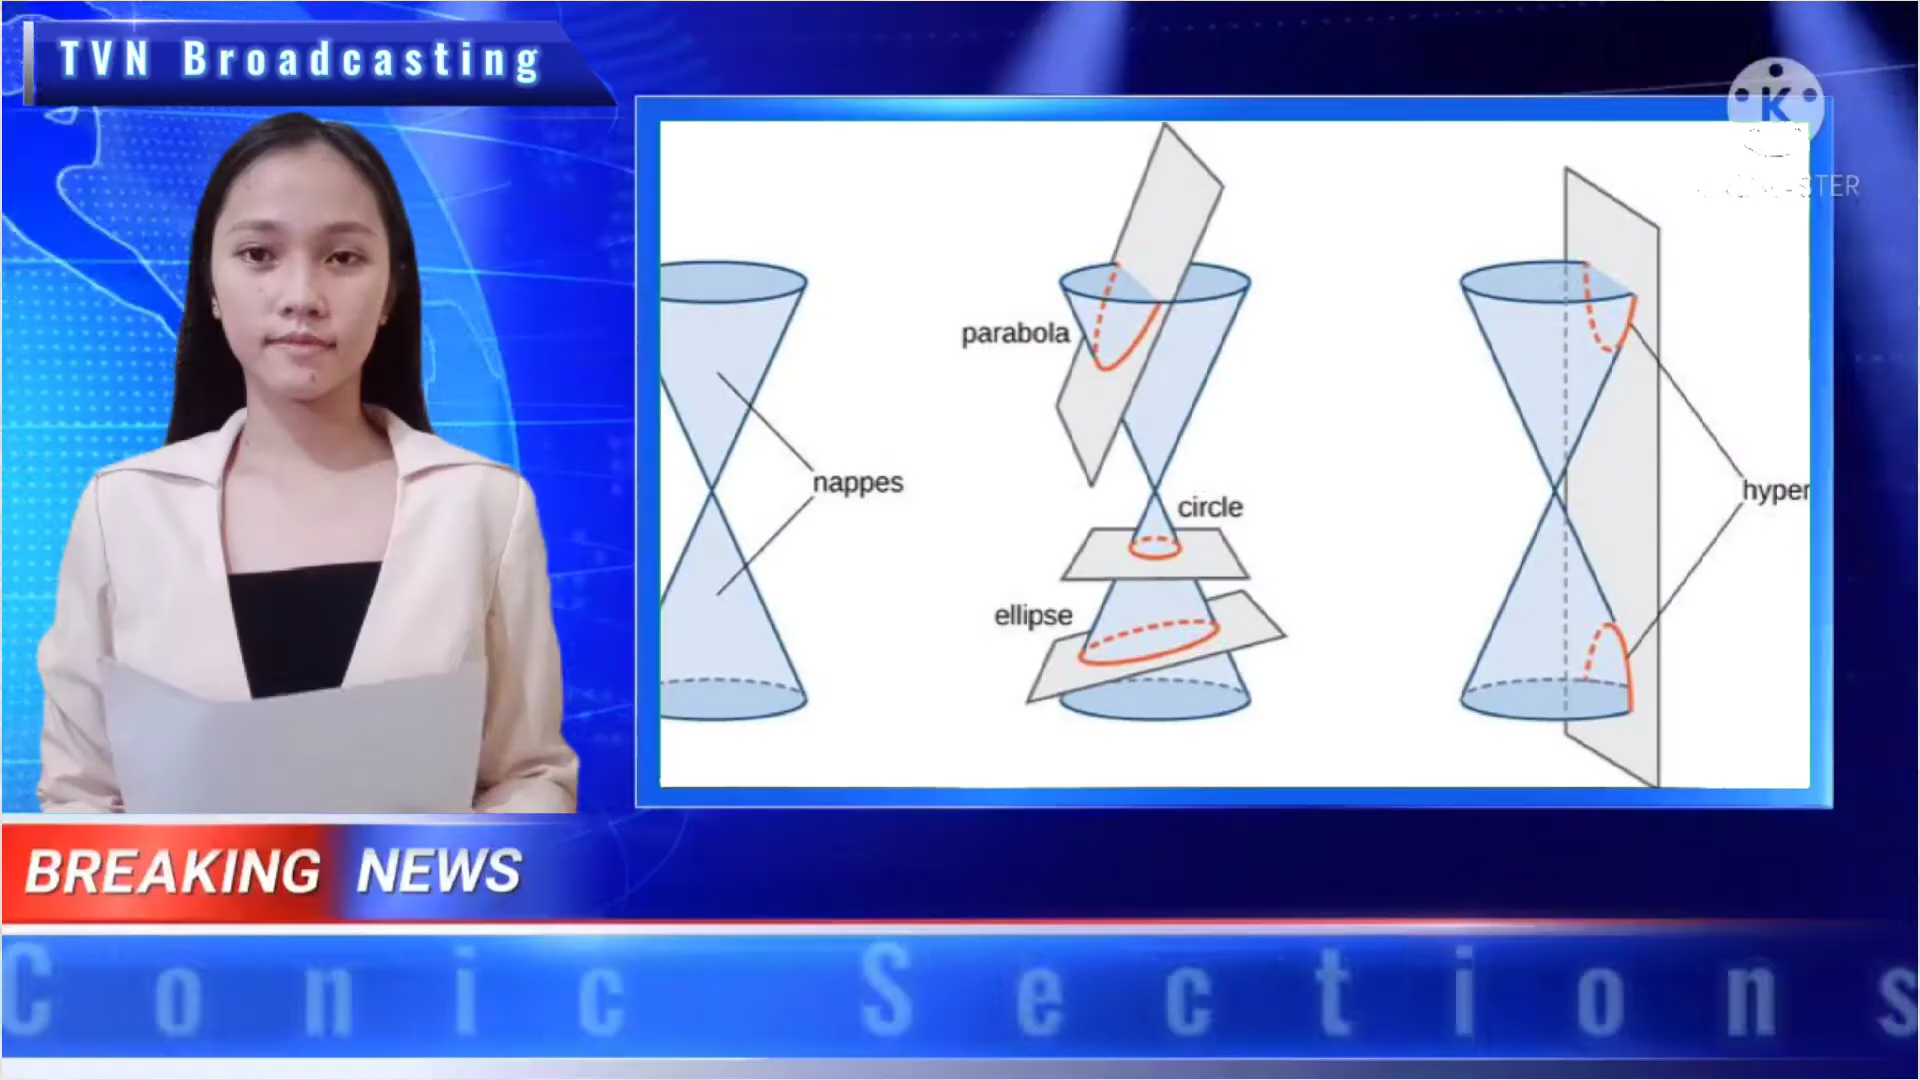 TVN Broadcasting
parabola
nappes
circle
hyper
ellipse
BREAKING NEWS
Conic Sections